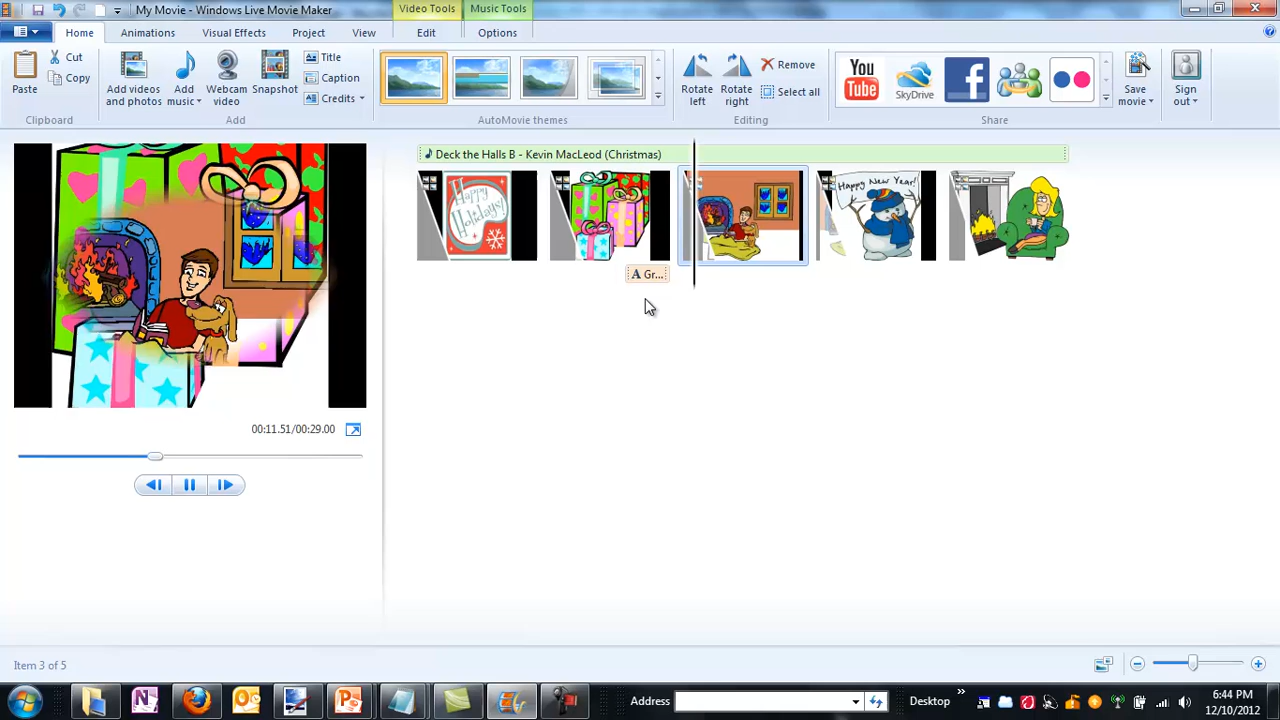 My Movie - Windows Live Movie Maker
Video Tools
Music Tools
Home
Animations
Visual Effects
Project
View
Edit
Options
Paste
Cut
Copy
Clipboard
Add videos and photos
Add music
Webcam video
Snapshot
Title
Caption
Credits
Add
AutoMovie themes
Rotate left
Rotate right
Remove
Select all
Editing
You Tube
SkyDrive
Share
Save movie
Sign out
Deck the Halls B - Kevin MacLeod (Christmas)
Happy Holidays!
Happy New Year!
A Gr...
00:11.51/00:29.00
Item 3 of 5
Address
Desktop
6:44 PM
12/10/2012